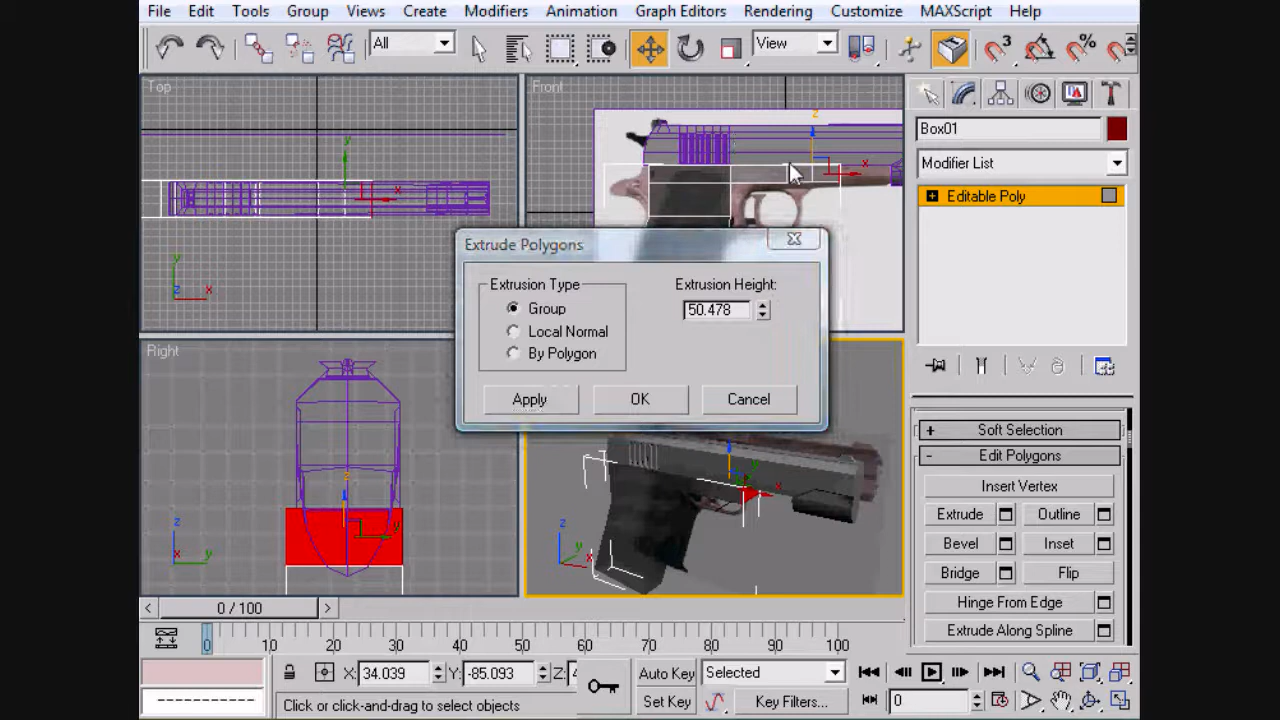 File Edit Tools Group Views Create Modifiers Animation Graph Editors Rendering Customize MAXScript Help
All
View
3
%
Top
Front
y
x
z
x
y
z
x
Box01
Modifier List
Editable Poly
Extrude Polygons
Extrusion Type
Extrusion Height:
Group
50.478
Local Normal
By Polygon
Apply OK Cancel
Right
z
y
z
x
y
z
y
x
z
y
x
Soft Selection
Edit Polygons
Insert Vertex
Extrude Outline
Bevel Inset
Bridge Flip
Hinge From Edge
Extrude Along Spline
< 0 / 100 >
0 10 20 30 40 50 60 70 80 90 100
X: 34.039 Y: -85.093 Z:
Auto Key Selected
Click or click-and-drag to select objects
Set Key Key Filters... 0